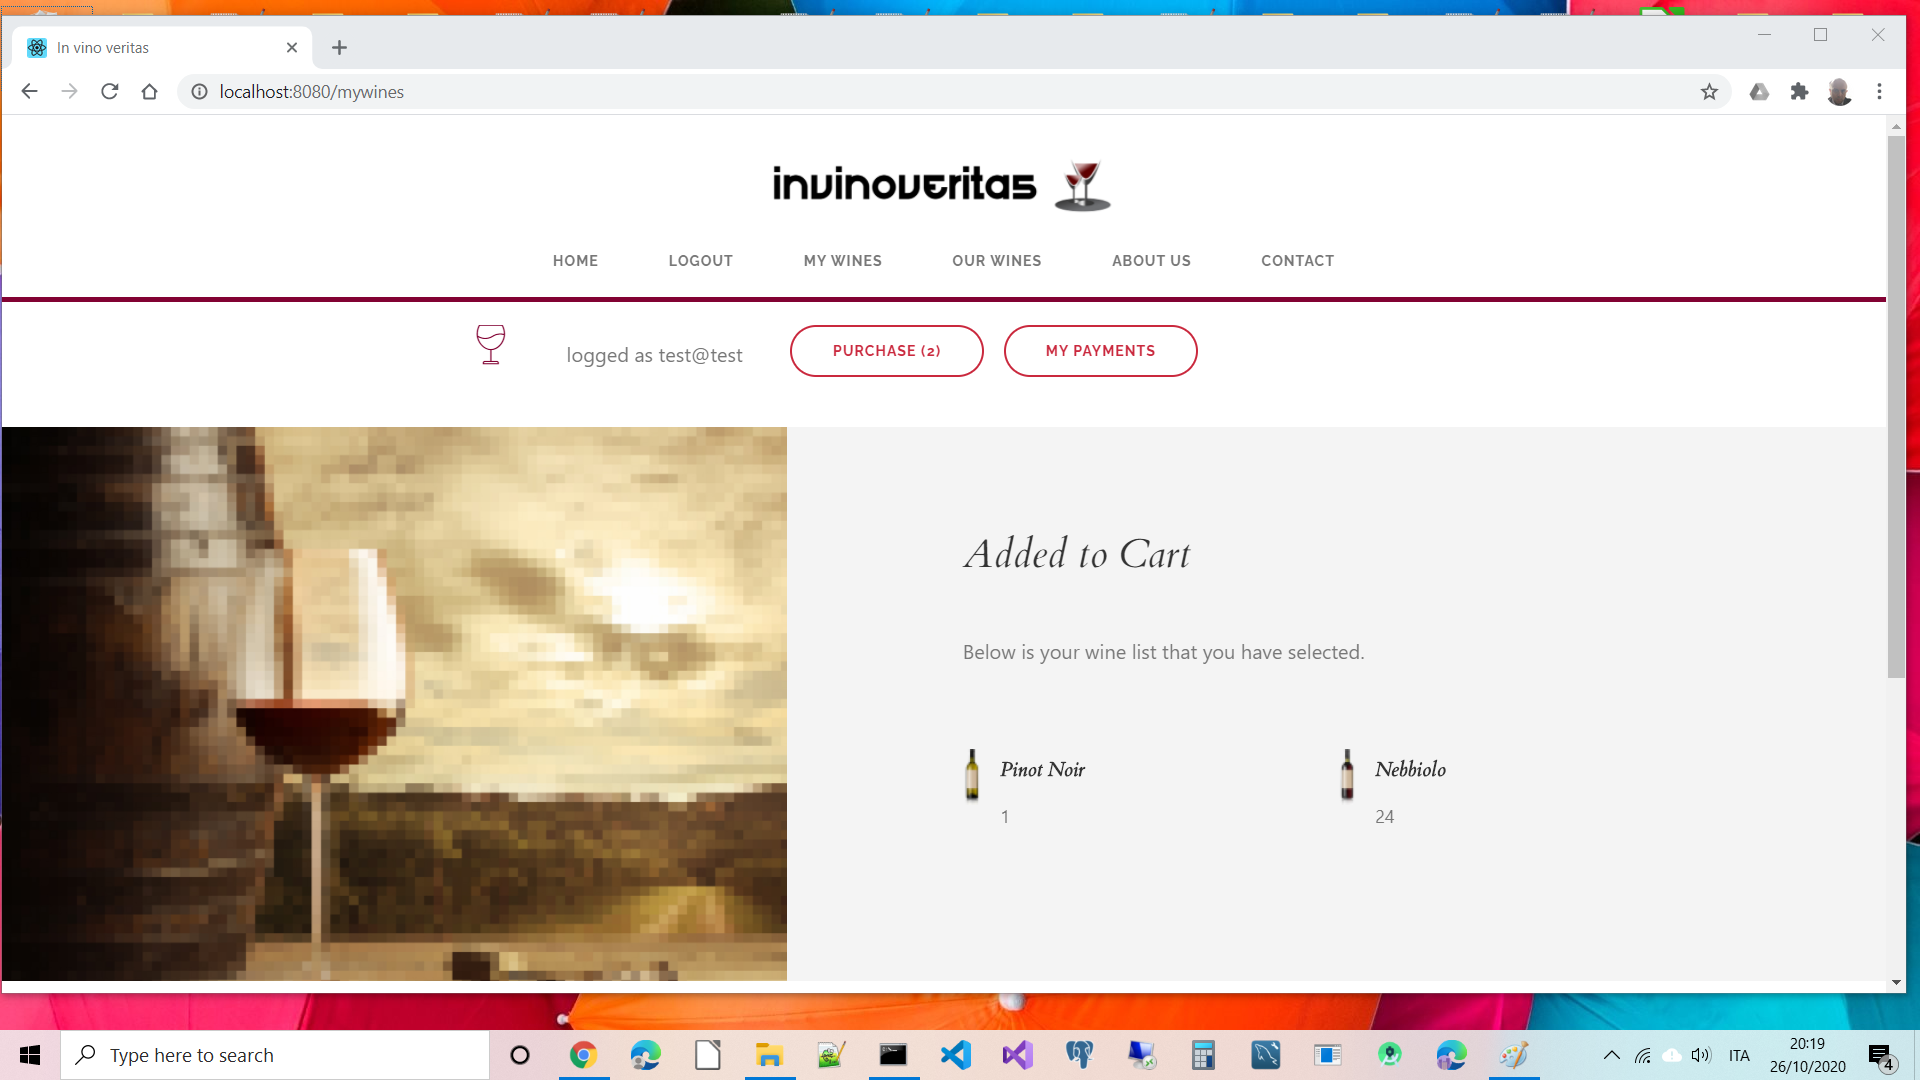 In vino veritas
localhost:8080/mywines
invinoveritas
HOME LOGOUT MY WINES OUR WINES ABOUT US CONTACT
logged as test@test PURCHASE (2) MY PAYMENTS
Added to Cart
Below is your wine list that you have selected.
Pinot Noir Nebbiolo
1 24
Type here to search
ITA
20:19
26/10/2020
4